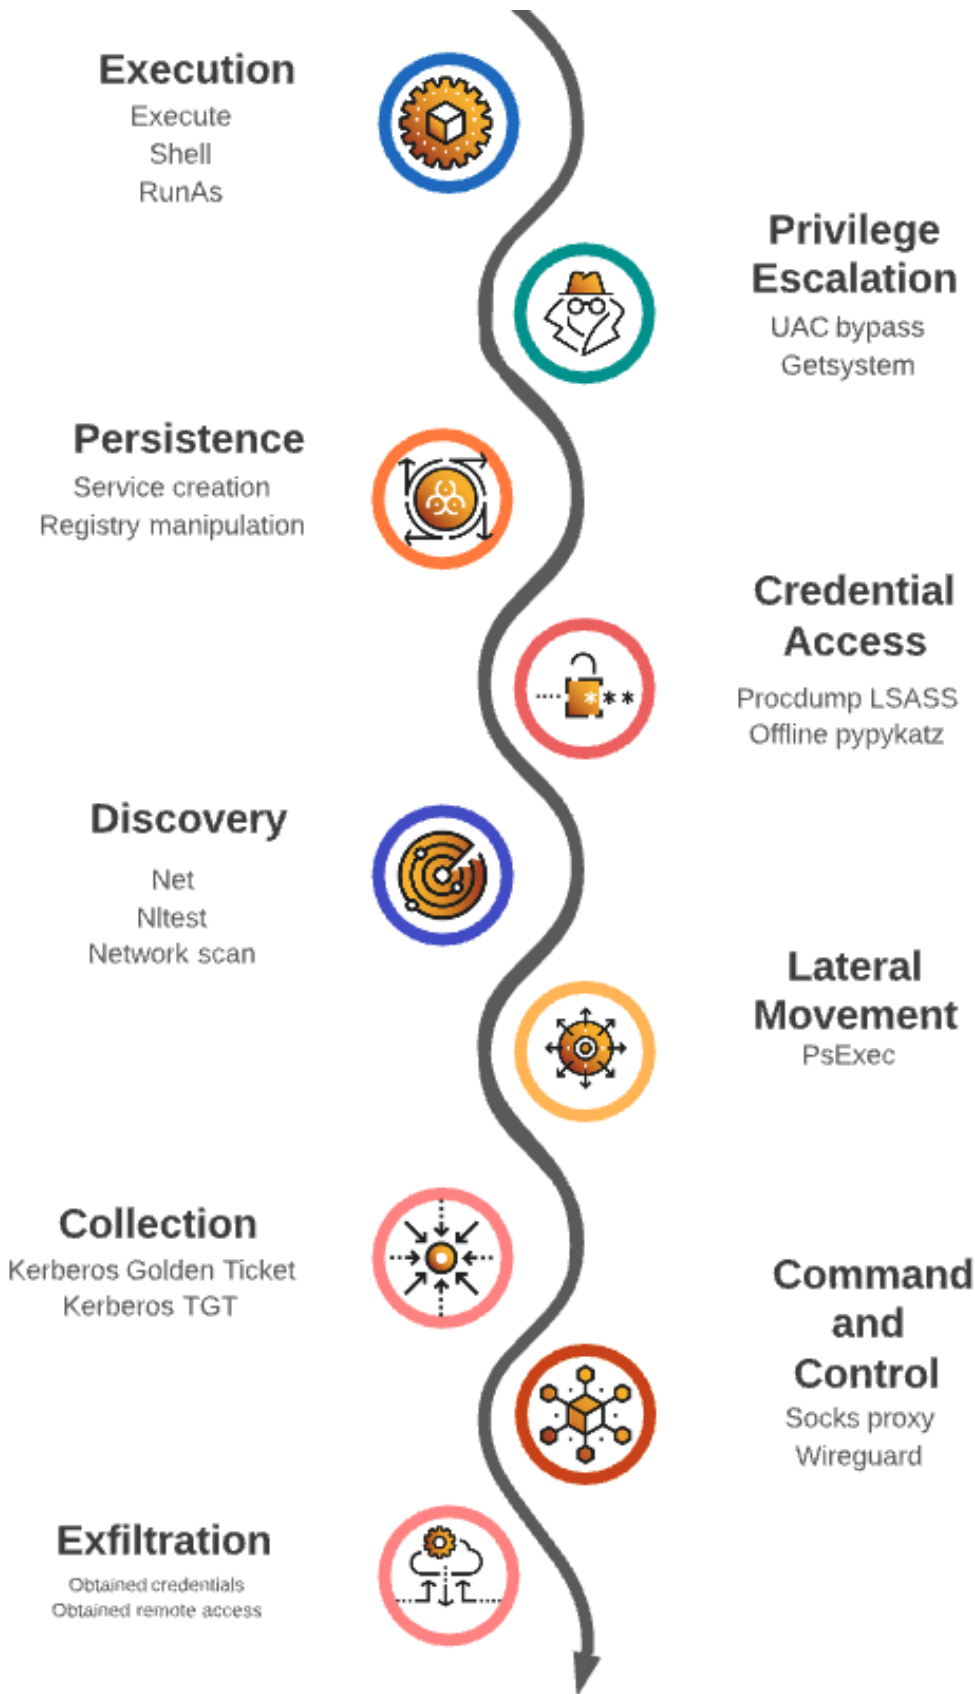 Execution
Execute
Shell
RunAs
Privilege
Escalation
UAC bypass
Getsystem
Persistence
Service creation
Registry manipulation
Credential
Access
Procdump LSASS
Offline pypykatz
Discovery
Net
Nltest
Network scan
Lateral
Movement
PsExec
Collection
Kerberos Golden Ticket
Kerberos TGT
Command
and
Control
Socks proxy
Wireguard
Exfiltration
Obtained credentials
Obtained remote access